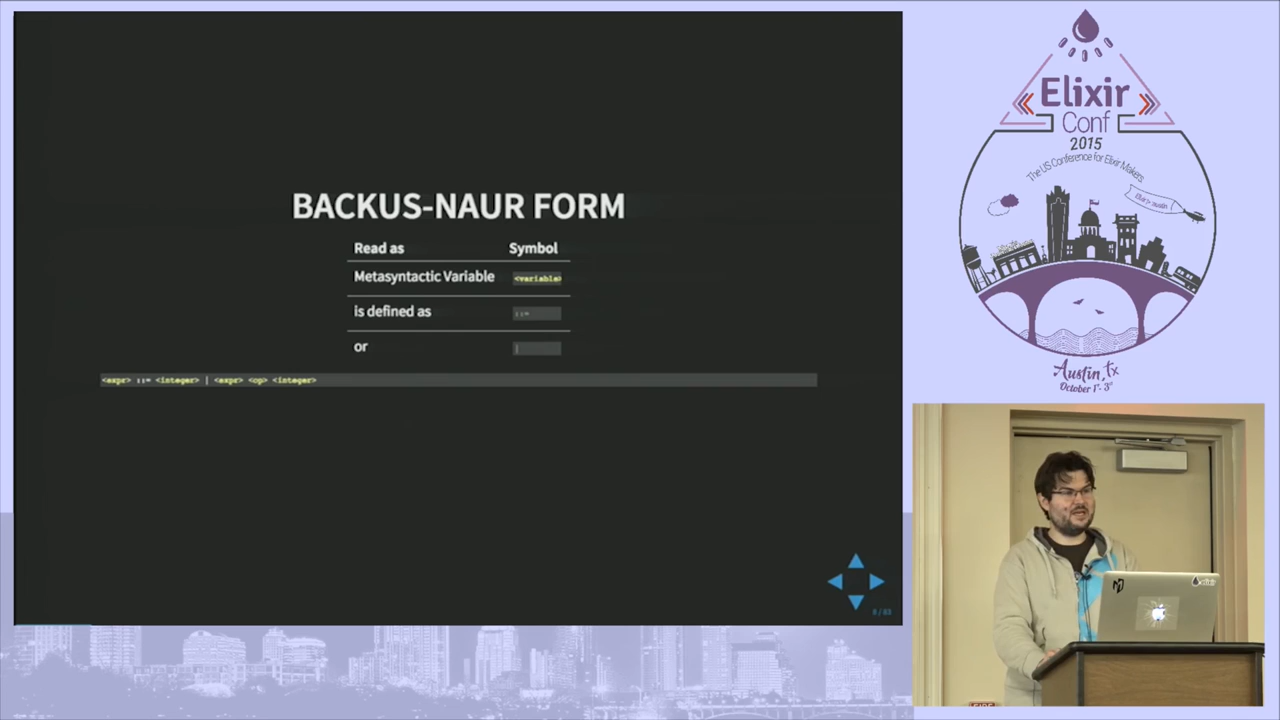 BACKUS-NAUR FORM
Read as Symbol
Metasyntactic Variable <variable>
is defined as ::=
or |
<expr> ::= <integer> | <expr> <op> <integer>
Elixir
Conf
2015
The US Conference for Elixir Makers
Austin, TX
October 1st - 3rd
elixir